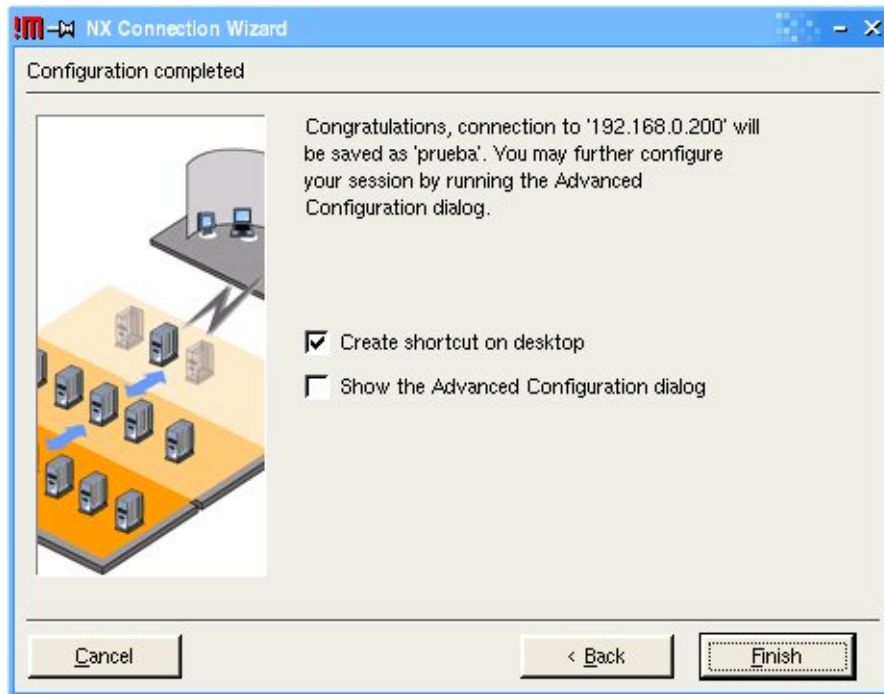 !M NX Connection Wizard
Configuration completed
Congratulations, connection to '192.168.0.200' will
be saved as 'prueba'. You may further configure
your session by running the Advanced
Configuration dialog.
Create shortcut on desktop
Show the Advanced Configuration dialog
Cancel
< Back
Finish